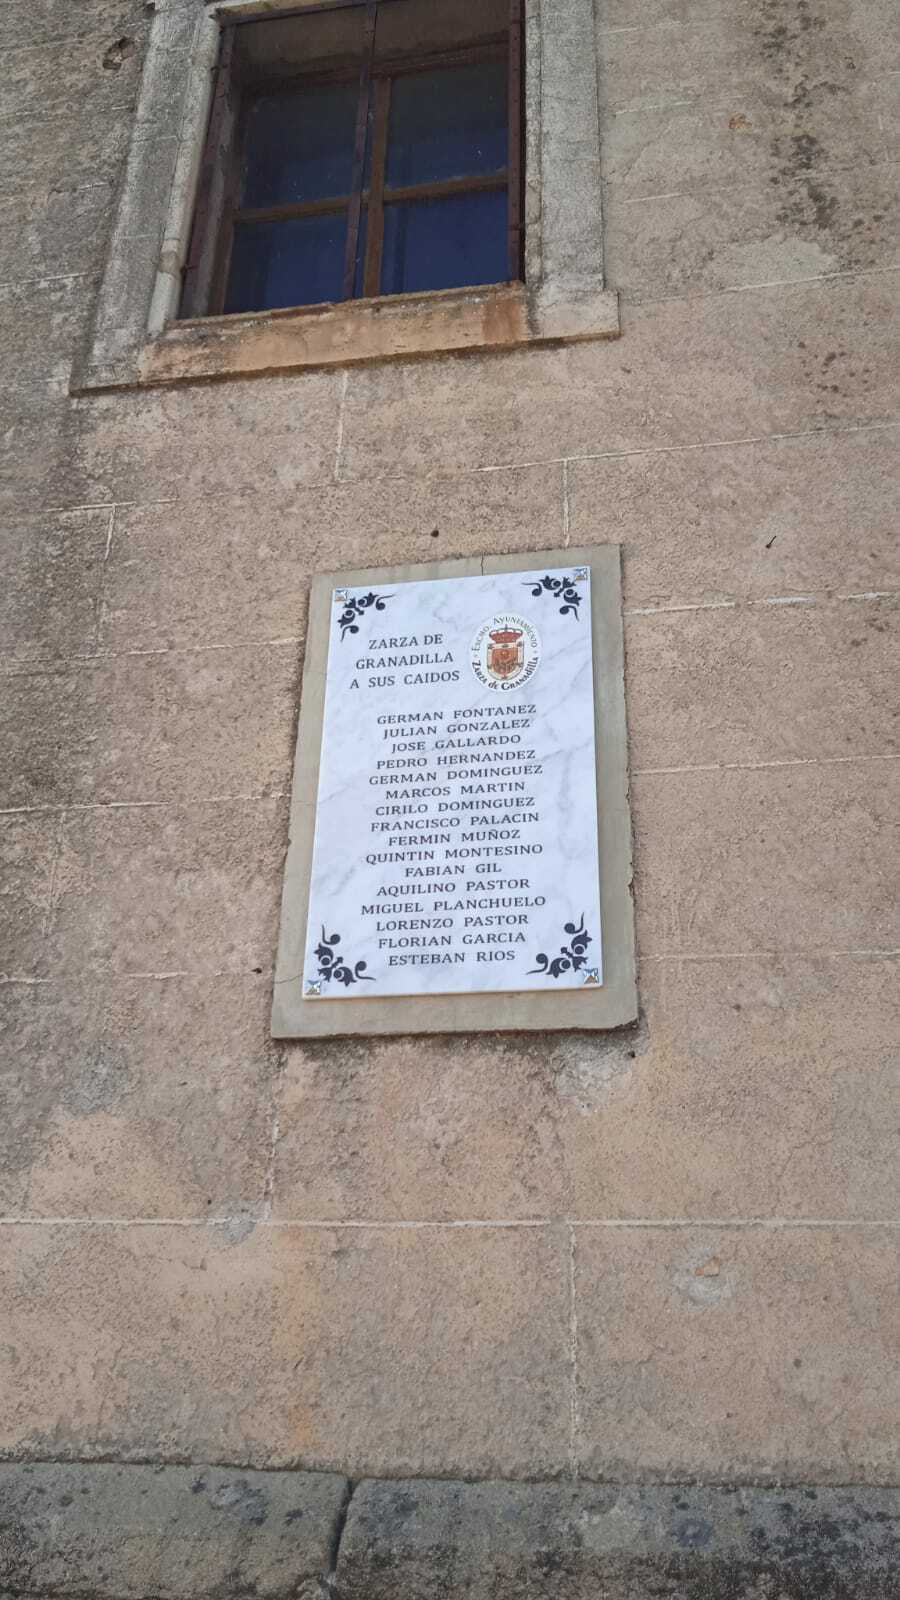 ZARZA DE
GRANADILLA
A SUS CAIDOS
EXCMO. AYUNTAMIENTO
ZARZA DE GRANADILLA
GERMAN FONTANEZ
JULIAN GONZALEZ
JOSE GALLARDO
PEDRO HERNANDEZ
GERMAN DOMINGUEZ
MARCOS MARTIN
CIRILO DOMINGUEZ
FRANCISCO PALACIN
FERMIN MUÑOZ
QUINTIN MONTESINO
FABIAN GIL
AQUILINO PASTOR
MIGUEL PLANCHUELO
LORENZO PASTOR
FLORIAN GARCIA
ESTEBAN RIOS